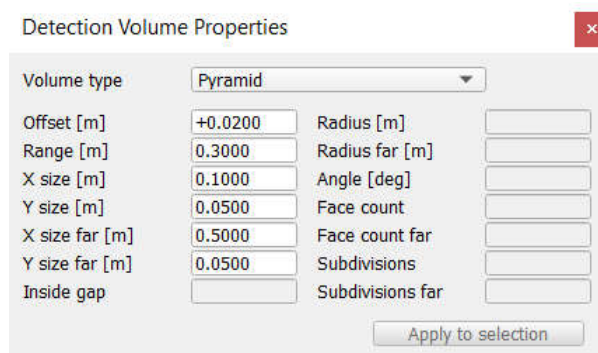 Detection Volume Properties
×
Volume type Pyramid
Offset [m] +0.0200 Radius [m]
Range [m] 0.3000 Radius far [m]
X size [m] 0.1000 Angle [deg]
Y size [m] 0.0500 Face count
X size far [m] 0.5000 Face count far
Y size far [m] 0.0500 Subdivisions
Inside gap Subdivisions far
Apply to selection